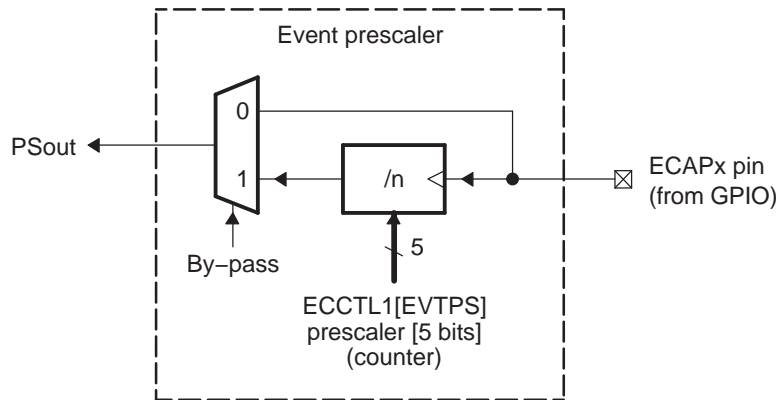 Event prescaler
0
PSout
1
/n
ECAPx pin
(from GPIO)
5
By−pass
ECCTL1[EVTPS]
prescaler [5 bits]
(counter)